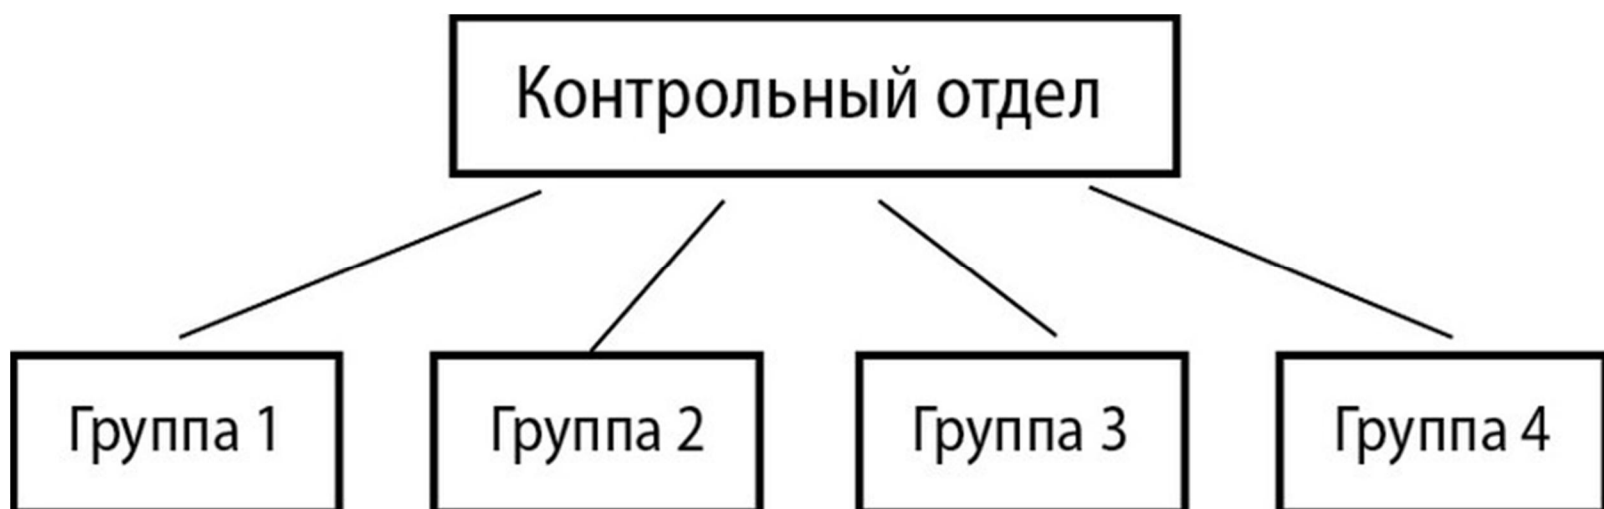 Контрольный отдел
Группа 1
Группа 2
Группа 3
Группа 4